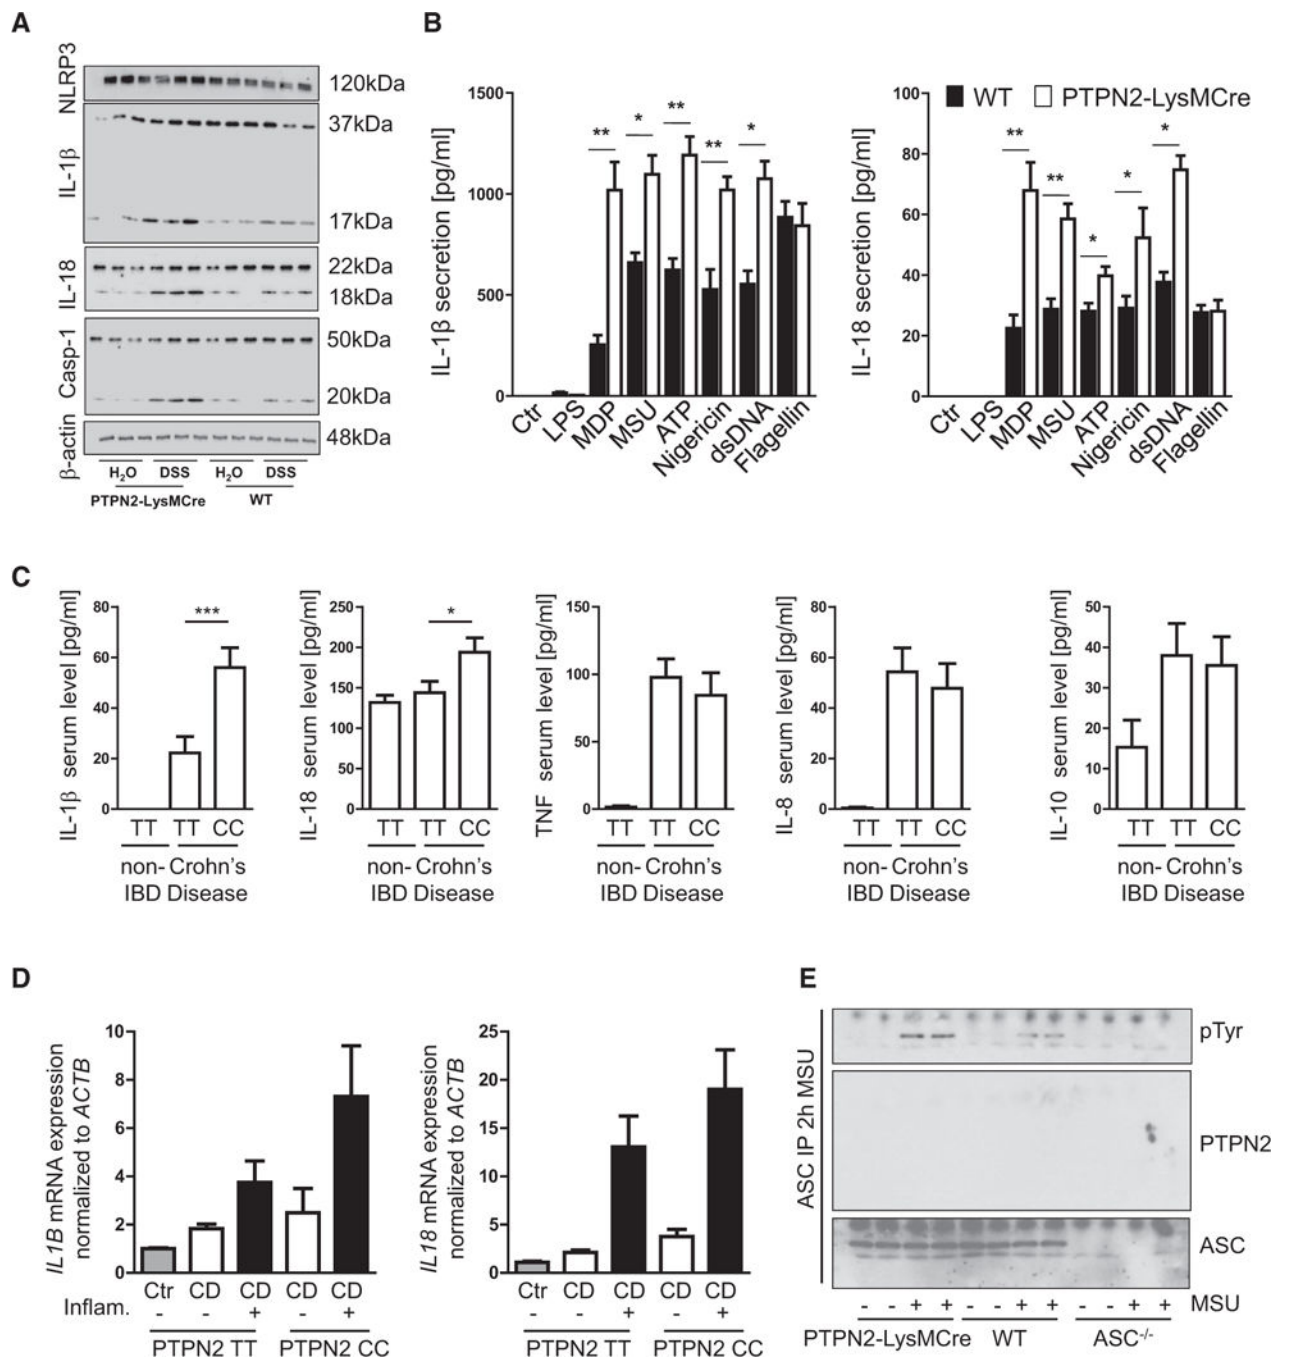 A
NLRP3
120kDa
IL-1β
37kDa
17kDa
IL-18
22kDa
18kDa
Casp-1
50kDa
20kDa
β-actin
48kDa
H₂O DSS H₂O DSS
PTPN2-LysMCre WT
B
IL-1β secretion [pg/ml]
1500
1000
500
0
** * ** ** *
Ctr LPS MDP MSU ATP Nigericin dsDNA Flagellin
WT PTPN2-LysMCre
IL-18 secretion [pg/ml]
100
80
60
40
20
0
** ** * * *
Ctr LPS MDP MSU ATP Nigericin dsDNA Flagellin
C
IL-1β serum level [pg/ml]
80
60
40
20
0
***
TT TT CC
non- Crohn's
IBD Disease
IL-18 serum level [pg/ml]
250
200
150
100
50
0
*
TT TT CC
non- Crohn's
IBD Disease
TNF serum level [pg/ml]
150
100
50
0
TT TT CC
non- Crohn's
IBD Disease
IL-8 serum level [pg/ml]
80
60
40
20
0
TT TT CC
non- Crohn's
IBD Disease
IL-10 serum level [pg/ml]
50
40
30
20
10
0
TT TT CC
non- Crohn's
IBD Disease
D
IL1B mRNA expression
normalized to ACTB
10
8
6
4
2
0
Ctr CD CD CD CD
Inflam. - - + - +
PTPN2 TT PTPN2 CC
IL18 mRNA expression
normalized to ACTB
25
20
15
10
5
0
Ctr CD CD CD CD
- - + - +
PTPN2 TT PTPN2 CC
E
ASC IP 2h MSU
pTyr
PTPN2
ASC
- - + + - - + + - - + + MSU
PTPN2-LysMCre WT ASC⁻/⁻